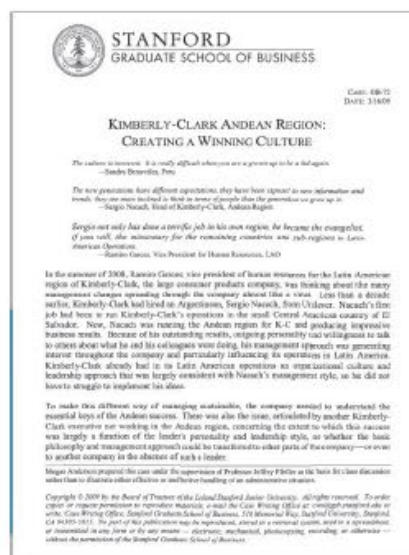 STANFORD
GRADUATE SCHOOL OF BUSINESS
CASE: OB-72
DATE: 3/16/09
KIMBERLY-CLARK ANDEAN REGION:
CREATING A WINNING CULTURE
The culture is innocent. It is really difficult when you are a grown-up to be a kid again.
—Sandra Benavides, Peru
The new generations have different expectations, they have been exposed to new information and
trends, they are more inclined to think in terms of people than the generation we grew up in.
—Sergio Nacach, Head of Kimberly-Clark, Andean Region
Sergio not only has done a terrific job in his own region, he became the evangelist,
if you will, the missionary for the remaining countries and sub-regions in Latin-
American Operations.
—Ramiro Garces, Vice President for Human Resources, LAO
In the summer of 2008, Ramiro Garces, vice president of human resources for the Latin American
region of Kimberly-Clark, the large consumer products company, was thinking about the many
management changes spreading through the company almost like a virus. Less than a decade
earlier, Kimberly-Clark had hired an Argentinean, Sergio Nacach, from Unilever. Nacach's first
job had been to run Kimberly-Clark's operations in the small Central American country of El
Salvador. Now, Nacach was running the Andean region for K-C and producing impressive
business results. Because of his outstanding results, outgoing personality and willingness to talk
to others about what he and his colleagues were doing, his management approach was generating
interest throughout the company and particularly influencing its operations in Latin America.
Kimberly-Clark already had in its Latin American operations an organizational culture and
leadership approach that was largely consistent with Nacach's management style, so he did not
have to struggle to implement his ideas.
To make this different way of managing sustainable, the company needed to understand the
essential keys of the Andean success. There was also the issue, articulated by another Kimberly-
Clark executive not working in the Andean region, concerning the extent to which this success
was largely a function of the leader's personality and leadership style, or whether the basic
philosophy and management approach could be transferred to other parts of the company—or even
to another company in the absence of such a leader.
Megan Anderson prepared this case under the supervision of Professor Jeffrey Pfeffer as the basis for class discussion
rather than to illustrate either effective or ineffective handling of an administrative situation.
Copyright © 2009 by the Board of Trustees of the Leland Stanford Junior University. All rights reserved. To order
copies or request permission to reproduce materials, e-mail the Case Writing Office at: cwo@gsb.stanford.edu or
write: Case Writing Office, Stanford Graduate School of Business, 518 Memorial Way, Stanford University, Stanford,
CA 94305-5015. No part of this publication may be reproduced, stored in a retrieval system, used in a spreadsheet,
or transmitted in any form or by any means –– electronic, mechanical, photocopying, recording, or otherwise ––
without the permission of the Stanford Graduate School of Business.